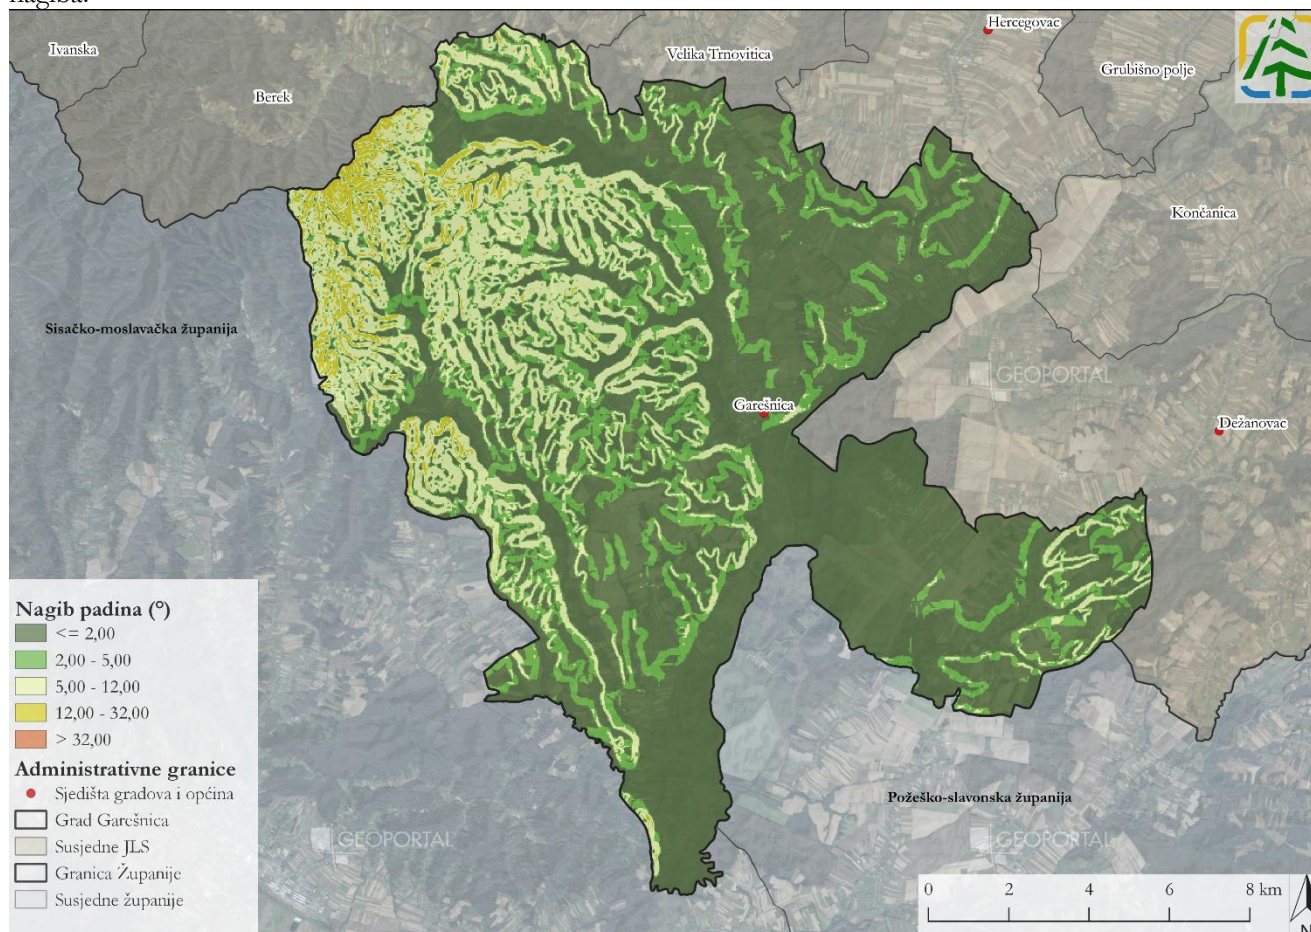 nagiba.
Hercegovac
Ivanska
Velika Trnovitica
Grubišno polje
Berek
Končanica
Sisačko-moslavačka županija
GEOPORTAL
Garešnica
Dežanovac
Nagib padina (°)
<= 2,00
2,00 - 5,00
5,00 - 12,00
12,00 - 32,00
> 32,00
Administrativne granice
Sjedišta gradova i općina
Grad Garešnica
Susjedne JLS
Granica Županije
Susjedne županije
Požeško-slavonska županija
GEOPORTAL
GEOPORTAL
0 2 4 6 8 km
N